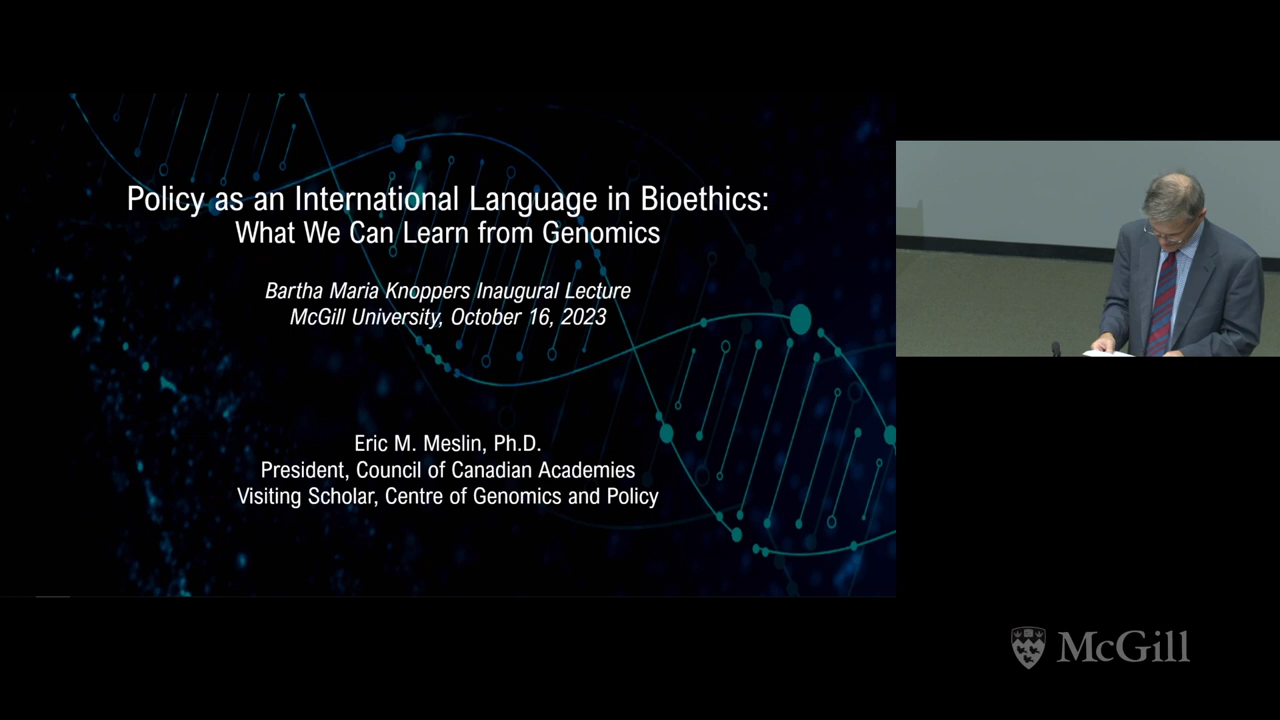 Policy as an International Language in Bioethics:
What We Can Learn from Genomics
Bartha Maria Knoppers Inaugural Lecture
McGill University, October 16, 2023
Eric M. Meslin, Ph.D.
President, Council of Canadian Academies
Visiting Scholar, Centre of Genomics and Policy
McGill